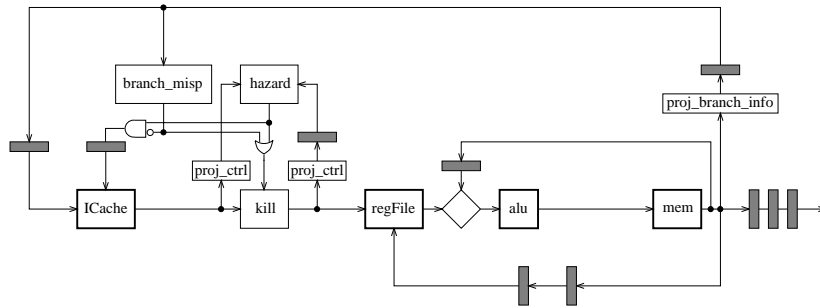 branch_misp
hazard
proj_branch_info
proj_ctrl
proj_ctrl
ICache
kill
regFile
alu
mem